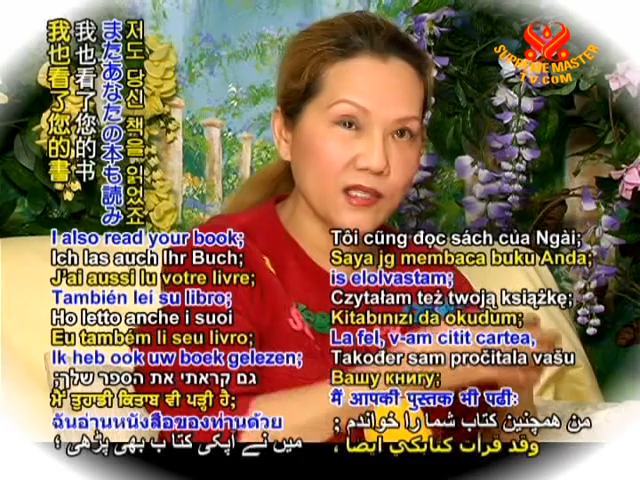 我也看了您的書
我也看了您的书
またあなたの本も読み
저도 당신 책을 읽었죠
SUPREME MASTER
TV.COM
I also read your book;
Ich las auch Ihr Buch;
J'ai aussi lu votre livre;
También leí su libro;
Ho letto anche i suoi
Eu também li seu livro;
Ik heb ook uw boek gelezen;
גם קראתי את הספר שלך;
ਮੈਂ ਤੁਹਾਡੀ ਕਿਤਾਬ ਵੀ ਪੜ੍ਹੀ ਹੈ;
ฉันอ่านหนังสือของท่านด้วย
میں نے آپکی کتاب بھی پڑھی ؛
Tôi cũng đọc sách của Ngài;
Saya jg membaca buku Anda;
is elolvastam;
Czytałam też twoją książkę;
Kitabınızı da okudum;
La fel, v-am citit cartea,
Također sam pročitala vašu
Вашу книгу;
मैं आपकी पुस्तक भी पढीः
من همچنین کتاب شما را خواندم ;
وقد قرأت كتابكي أيضا ،